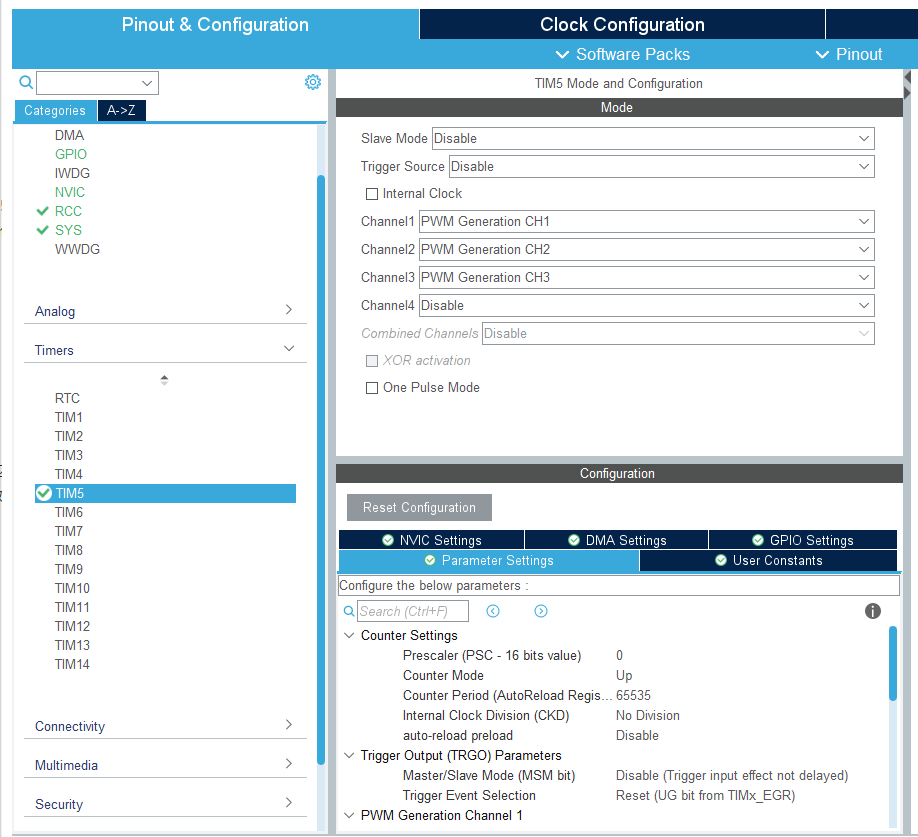 Pinout & Configuration
Clock Configuration
Software Packs
Pinout
Categories
A->Z
DMA
GPIO
IWDG
NVIC
RCC
SYS
WWDG
Analog
Timers
RTC
TIM1
TIM2
TIM3
TIM4
TIM5
TIM6
TIM7
TIM8
TIM9
TIM10
TIM11
TIM12
TIM13
TIM14
Connectivity
Multimedia
Security
TIM5 Mode and Configuration
Mode
Slave Mode Disable
Trigger Source Disable
Internal Clock
Channel1 PWM Generation CH1
Channel2 PWM Generation CH2
Channel3 PWM Generation CH3
Channel4 Disable
Combined Channels Disable
XOR activation
One Pulse Mode
Configuration
Reset Configuration
NVIC Settings
DMA Settings
GPIO Settings
Parameter Settings
User Constants
Configure the below parameters :
Search (Ctrl+F)
Counter Settings
Prescaler (PSC - 16 bits value) 0
Counter Mode Up
Counter Period (AutoReload Regis... 65535
Internal Clock Division (CKD) No Division
auto-reload preload Disable
Trigger Output (TRGO) Parameters
Master/Slave Mode (MSM bit) Disable (Trigger input effect not delayed)
Trigger Event Selection Reset (UG bit from TIMx_EGR)
PWM Generation Channel 1